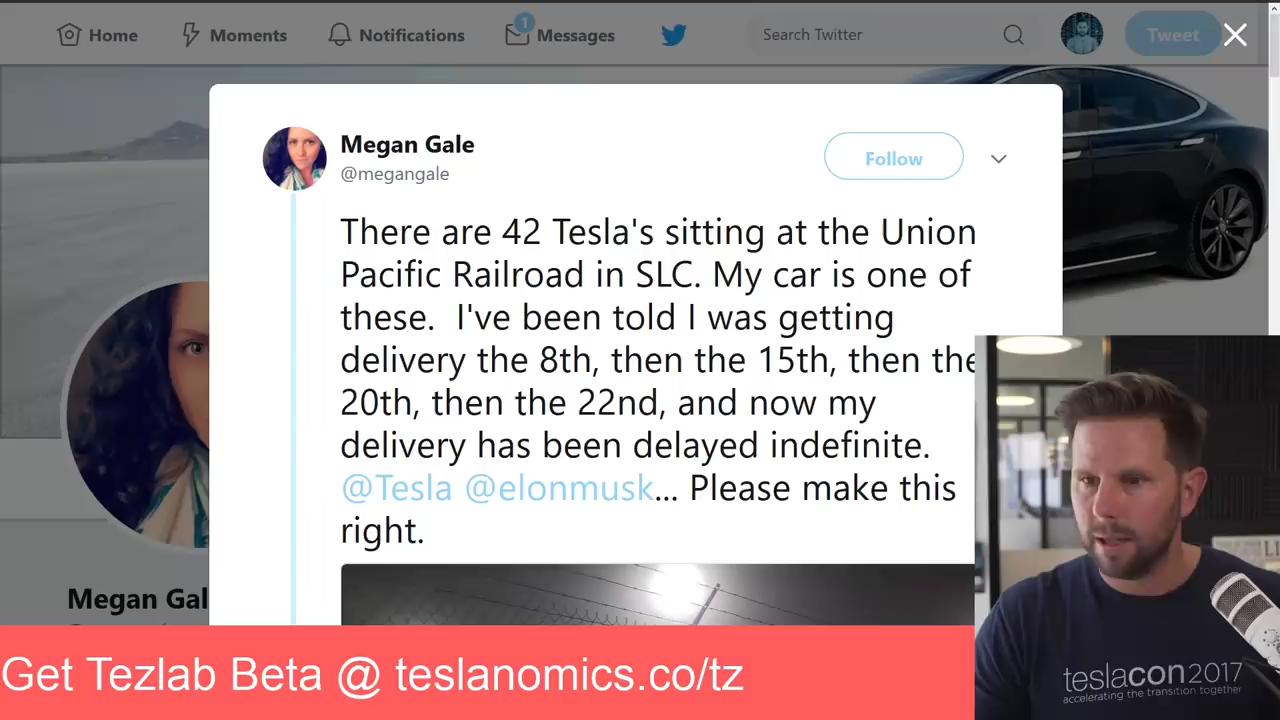 Home
Moments
Notifications
1
Messages
Search Twitter
Tweet
Megan Gale
@megangale
Follow
There are 42 Tesla's sitting at the Union
Pacific Railroad in SLC. My car is one of
these. I've been told I was getting
delivery the 8th, then the 15th, then the
20th, then the 22nd, and now my
delivery has been delayed indefinite.
@Tesla @elonmusk... Please make this
right.
Megan Gal
Get Tezlab Beta @ teslanomics.co/tz
teslacon2017
accelerating the transition together